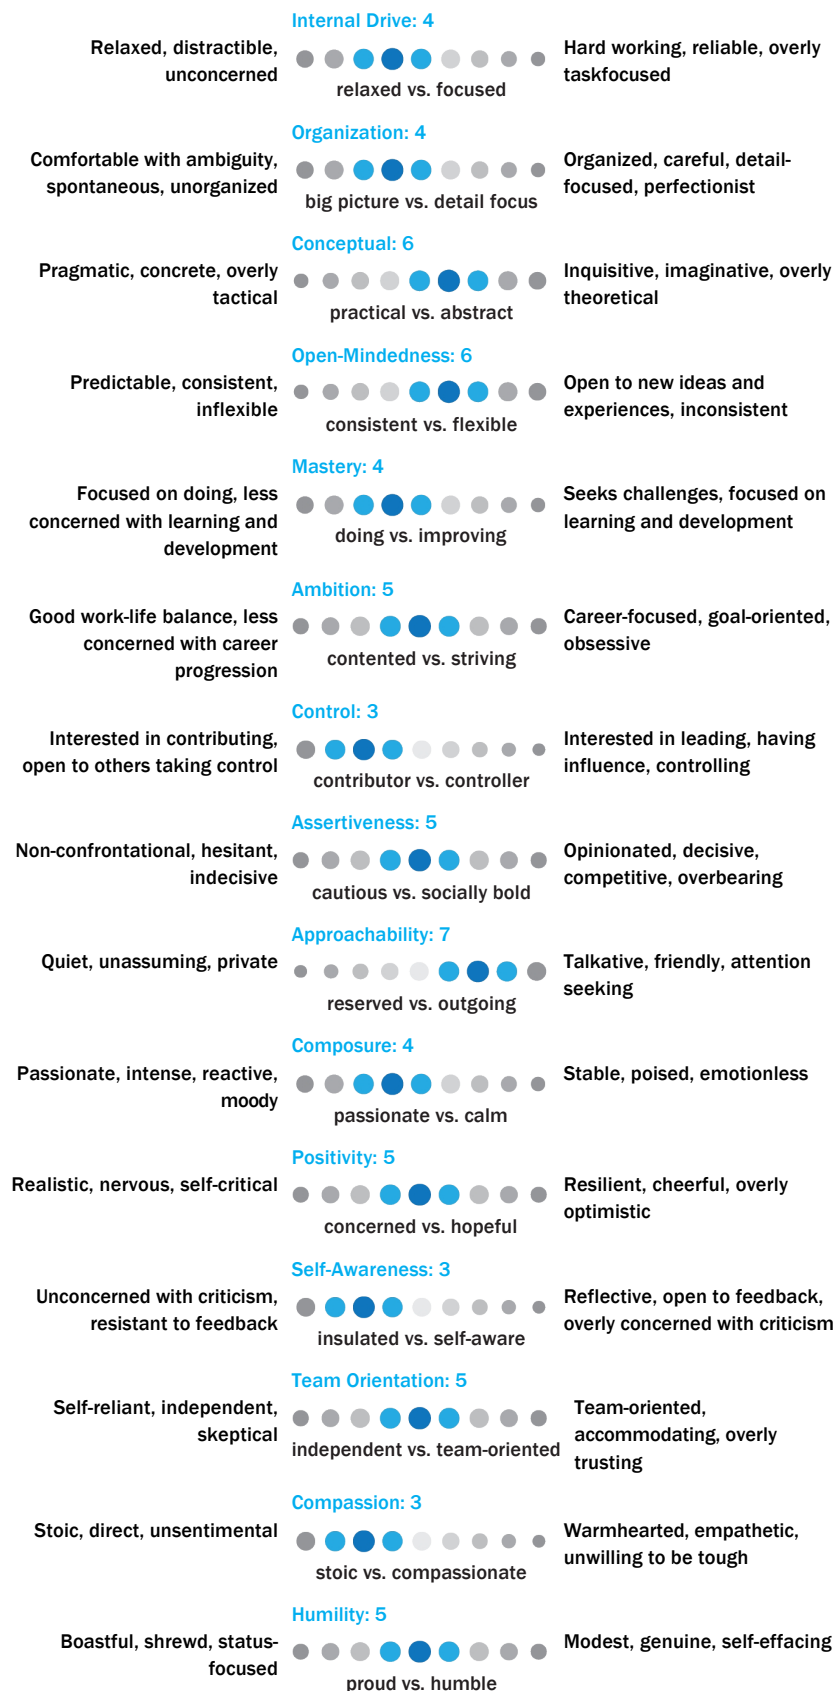 Internal Drive: 4
Relaxed, distractible,
unconcerned
relaxed vs. focused
Hard working, reliable, overly
taskfocused
Organization: 4
Comfortable with ambiguity,
spontaneous, unorganized
big picture vs. detail focus
Organized, careful, detail-
focused, perfectionist
Conceptual: 6
Pragmatic, concrete, overly
tactical
practical vs. abstract
Inquisitive, imaginative, overly
theoretical
Open-Mindedness: 6
Predictable, consistent,
inflexible
consistent vs. flexible
Open to new ideas and
experiences, inconsistent
Mastery: 4
Focused on doing, less
concerned with learning and
development
doing vs. improving
Seeks challenges, focused on
learning and development
Ambition: 5
Good work-life balance, less
concerned with career
progression
contented vs. striving
Career-focused, goal-oriented,
obsessive
Control: 3
Interested in contributing,
open to others taking control
contributor vs. controller
Interested in leading, having
influence, controlling
Assertiveness: 5
Non-confrontational, hesitant,
indecisive
cautious vs. socially bold
Opinionated, decisive,
competitive, overbearing
Approachability: 7
Quiet, unassuming, private
reserved vs. outgoing
Talkative, friendly, attention
seeking
Composure: 4
Passionate, intense, reactive,
moody
passionate vs. calm
Stable, poised, emotionless
Positivity: 5
Realistic, nervous, self-critical
concerned vs. hopeful
Resilient, cheerful, overly
optimistic
Self-Awareness: 3
Unconcerned with criticism,
resistant to feedback
insulated vs. self-aware
Reflective, open to feedback,
overly concerned with criticism
Team Orientation: 5
Self-reliant, independent,
skeptical
independent vs. team-oriented
Team-oriented,
accommodating, overly
trusting
Compassion: 3
Stoic, direct, unsentimental
stoic vs. compassionate
Warmhearted, empathetic,
unwilling to be tough
Humility: 5
Boastful, shrewd, status-
focused
proud vs. humble
Modest, genuine, self-effacing